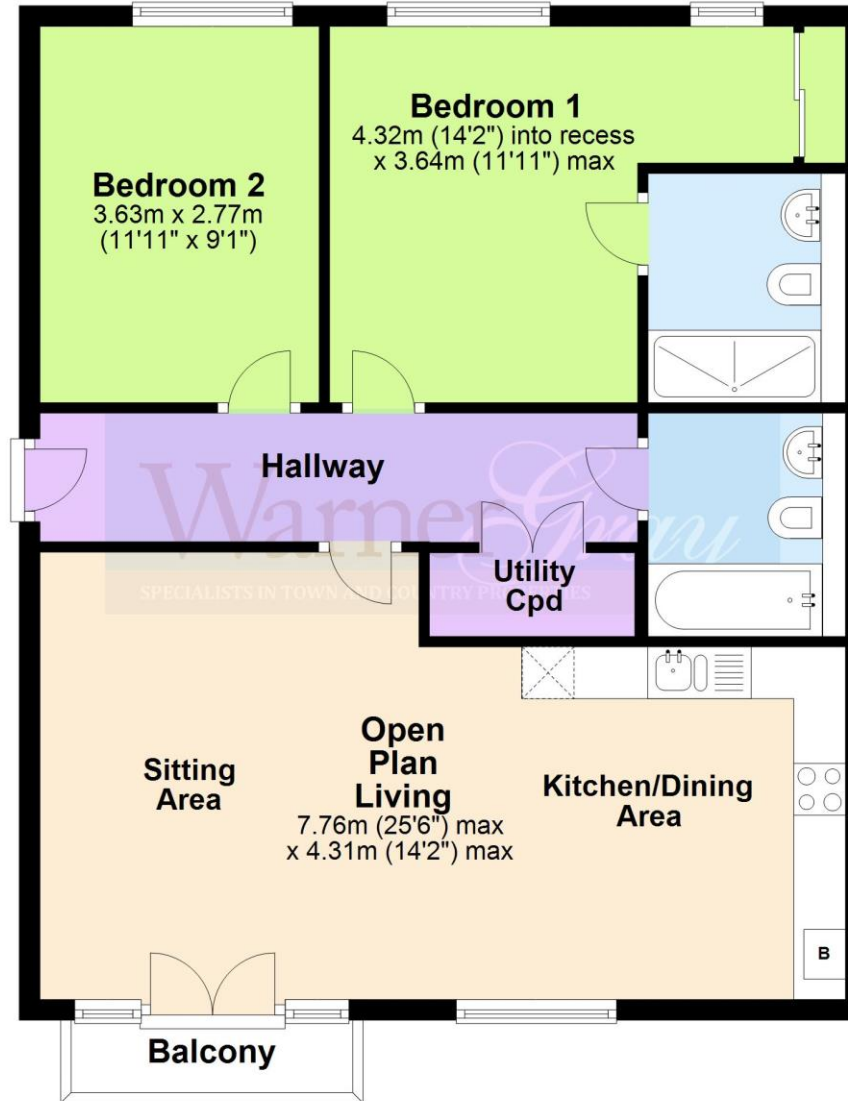 Bedroom 1
4.32m (14'2") into recess
x 3.64m (11'11") max
Bedroom 2
3.63m x 2.77m
(11'11" x 9'1")
Hallway
Warner Gray
SPECIALISTS IN TOWN AND COUNTRY PROPERTIES
Utility
Cpd
Open
Plan
Living
7.76m (25'6") max
x 4.31m (14'2") max
Sitting
Area
Kitchen/Dining
Area
B
Balcony